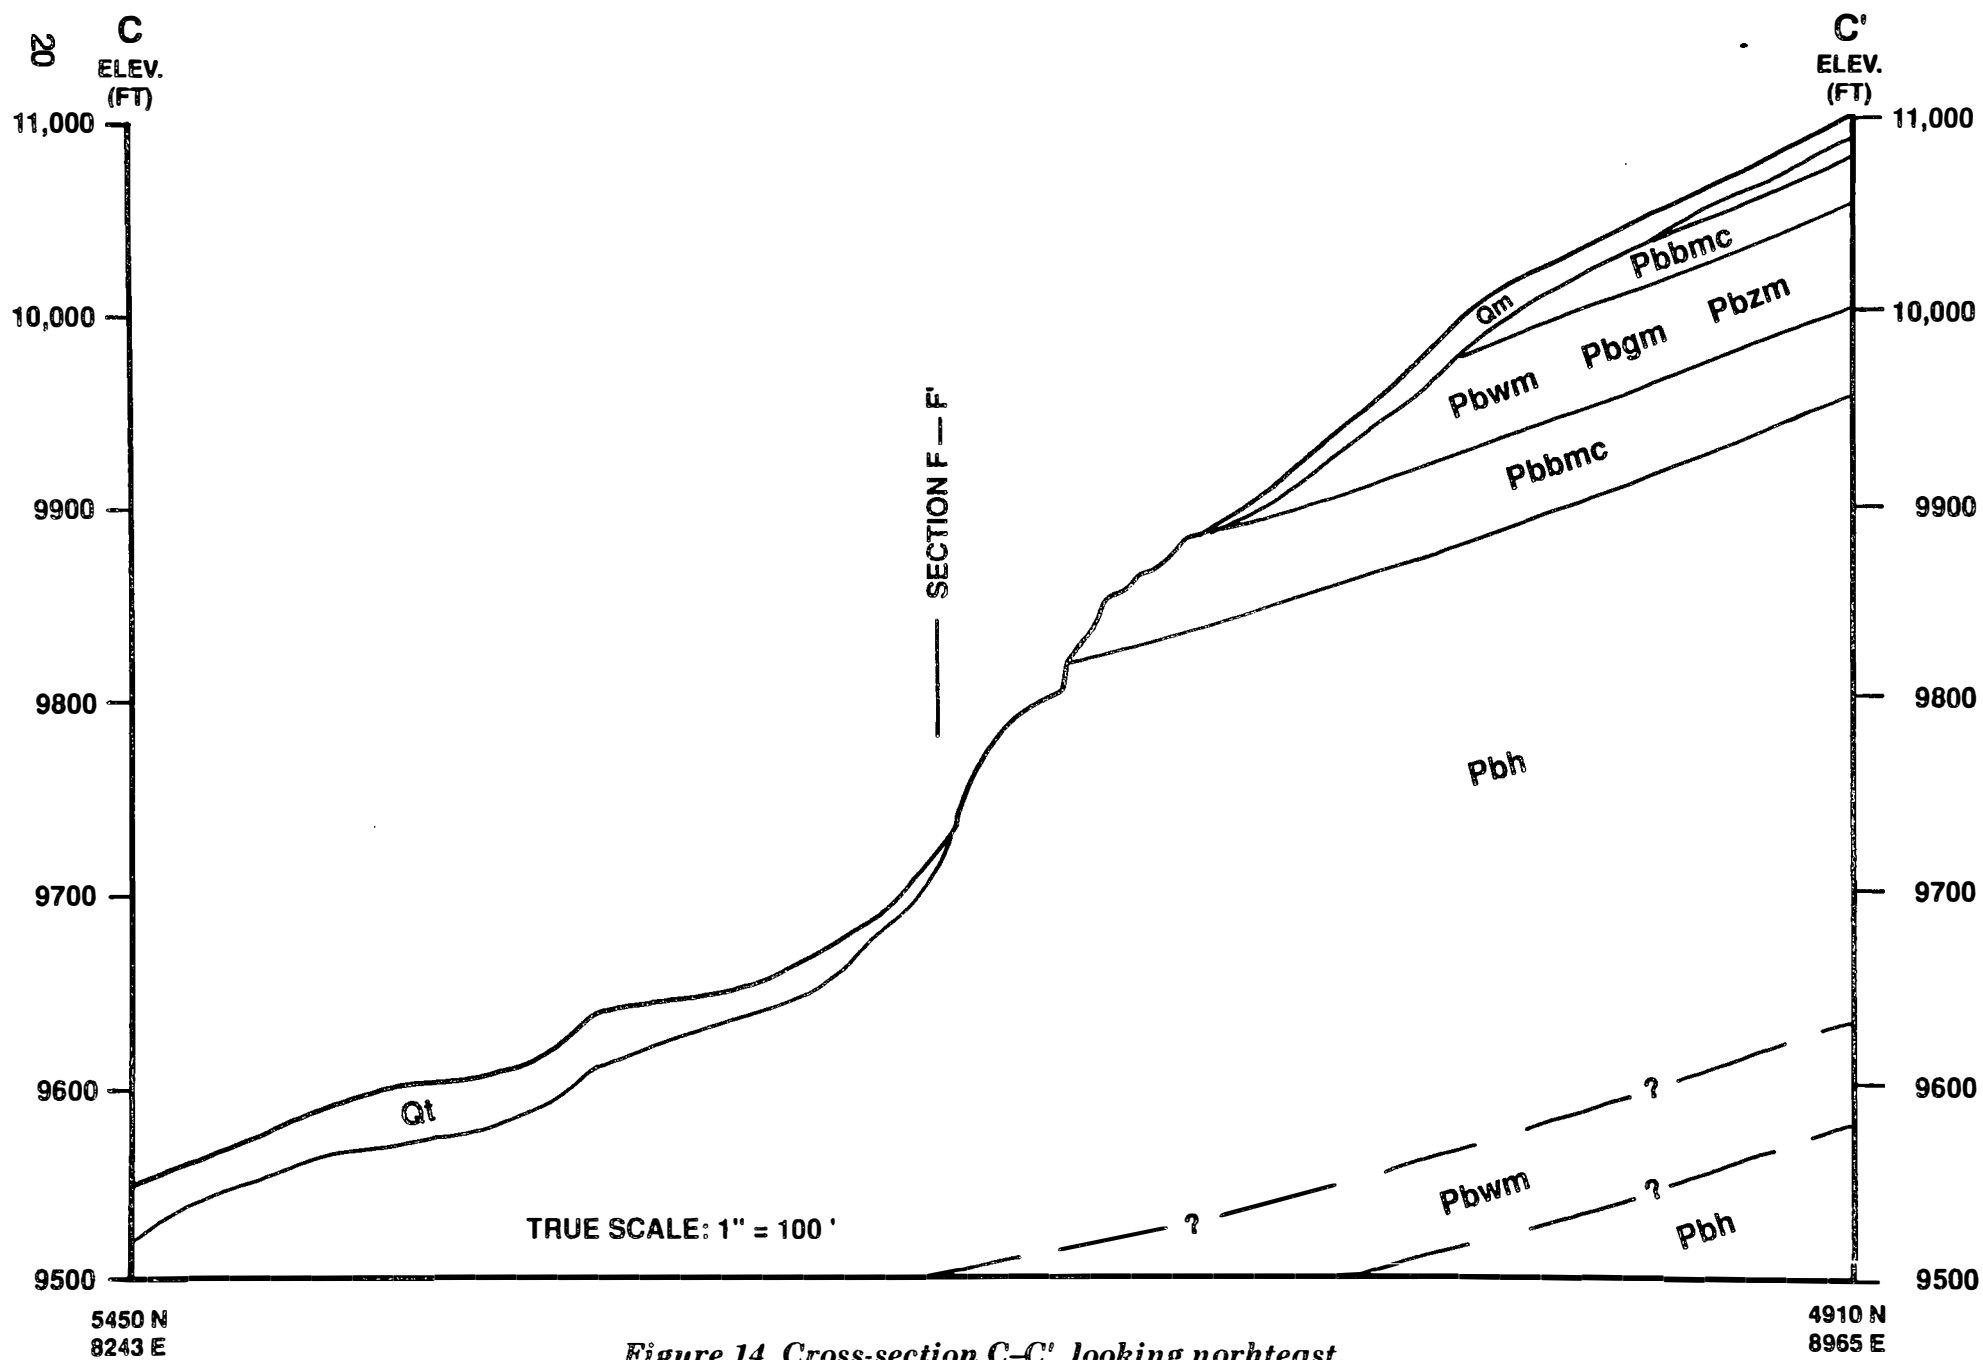 20
C
ELEV.
(FT)
C'
ELEV.
(FT)
11,000
10,000
9900
9800
9700
9600
9500
11,000
10,000
9900
9800
9700
9600
9500
SECTION F — F'
Qm
Pbbmc
Pbzm
Pbgm
Pbwm
Pbbmc
Pbh
Qt
?
?
Pbwm
?
Pbh
TRUE SCALE: 1" = 100 '
5450 N
8243 E
4910 N
8965 E
Figure 14. Cross-section C–C' looking norhteast